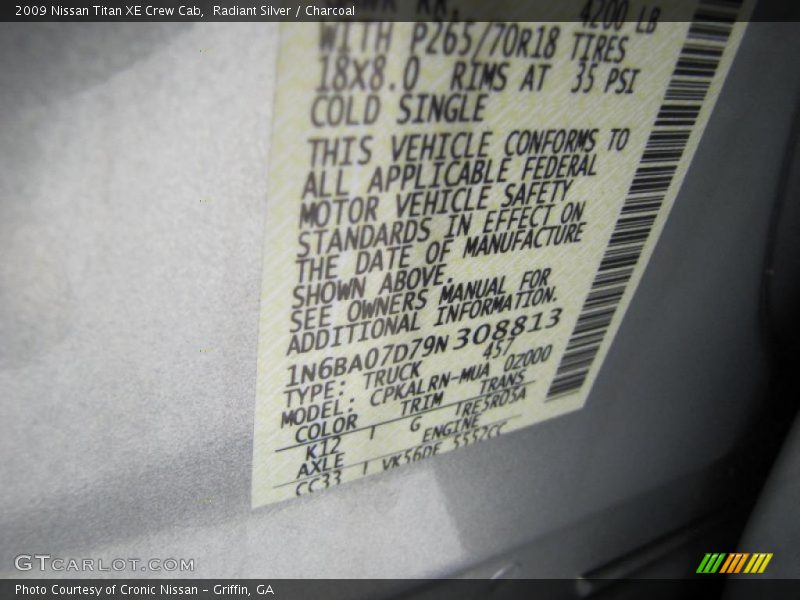 2009 Nissan Titan XE Crew Cab,  Radiant Silver / Charcoal
RR. 4200 LB
WITH P265/70R18 TIRES
18X8.0 RIMS AT 35 PSI
COLD SINGLE
THIS VEHICLE CONFORMS TO
ALL APPLICABLE FEDERAL
MOTOR VEHICLE SAFETY
STANDARDS IN EFFECT ON
THE DATE OF MANUFACTURE
SHOWN ABOVE.
SEE OWNERS MANUAL FOR
ADDITIONAL INFORMATION.
1N6BA07D79N308813
TYPE: TRUCK 457
MODEL: CPKALRN-MUA 0Z000
COLOR TRIM TRANS
K12 | G TRE5R05A
AXLE ENGINE
CC33 | VK56DE 5552CC
GTCARLOT.COM
Photo Courtesy of Cronic Nissan – Griffin, GA